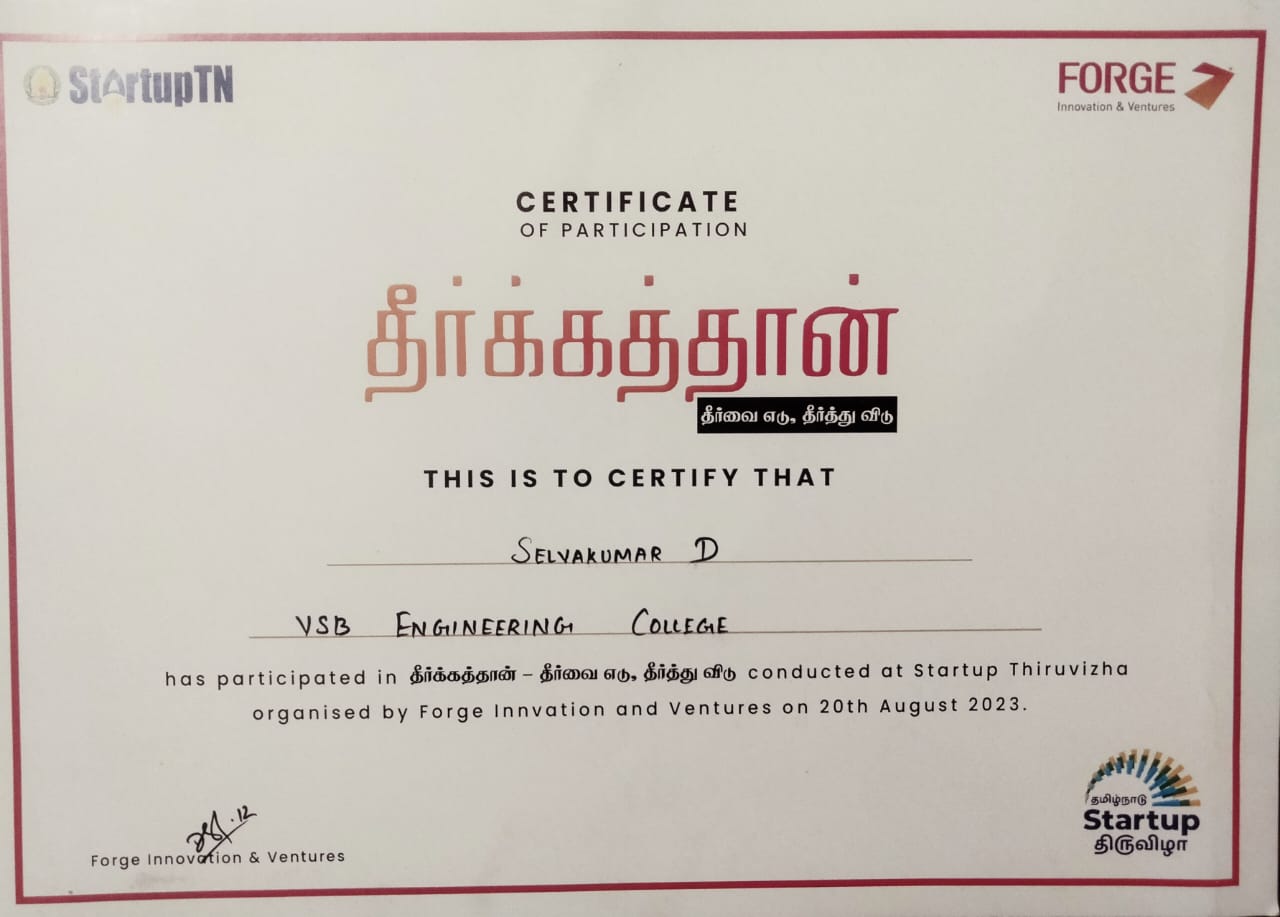 StartupTN
FORGE
Innovation & Ventures
CERTIFICATE
OF PARTICIPATION
தீர்க்கத்தான்
தீர்வை எடு, தீர்த்து விடு
THIS IS TO CERTIFY THAT
SELVAKUMAR D
VSB ENGINEERING COLLEGE
has participated in தீர்க்கத்தான் – தீர்வை எடு, தீர்த்து விடு conducted at Startup Thiruvizha
organised by Forge Innvation and Ventures on 20th August 2023.
Forge Innovation & Ventures
தமிழ்நாடு
Startup
திருவிழா